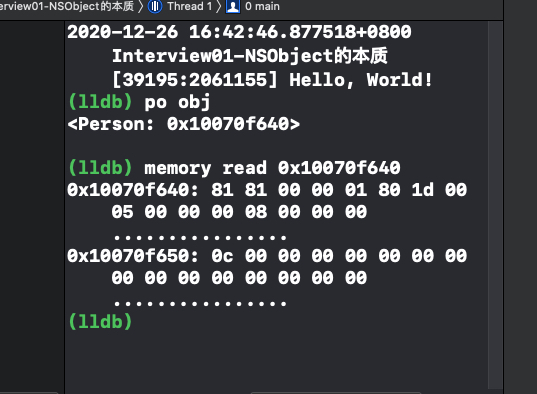 erview01-NSObject的本质 〉 Thread 1 〉 0 main
2020-12-26 16:42:46.877518+0800
Interview01-NSObject的本质
[39195:2061155] Hello, World!
(lldb) po obj
<Person: 0x10070f640>
(lldb) memory read 0x10070f640
0x10070f640: 81 81 00 00 01 80 1d 00
05 00 00 00 08 00 00 00
................
0x10070f650: 0c 00 00 00 00 00 00 00
00 00 00 00 00 00 00 00
................
(lldb)